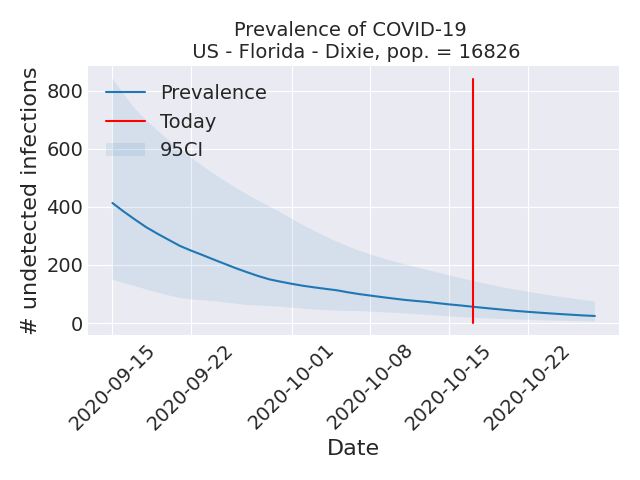 Prevalence of COVID-19
US - Florida - Dixie, pop. = 16826
# undetected infections
800
600
400
200
0
Prevalence
Today
95CI
2020-09-15
2020-09-22
2020-10-01
2020-10-08
2020-10-15
2020-10-22
Date